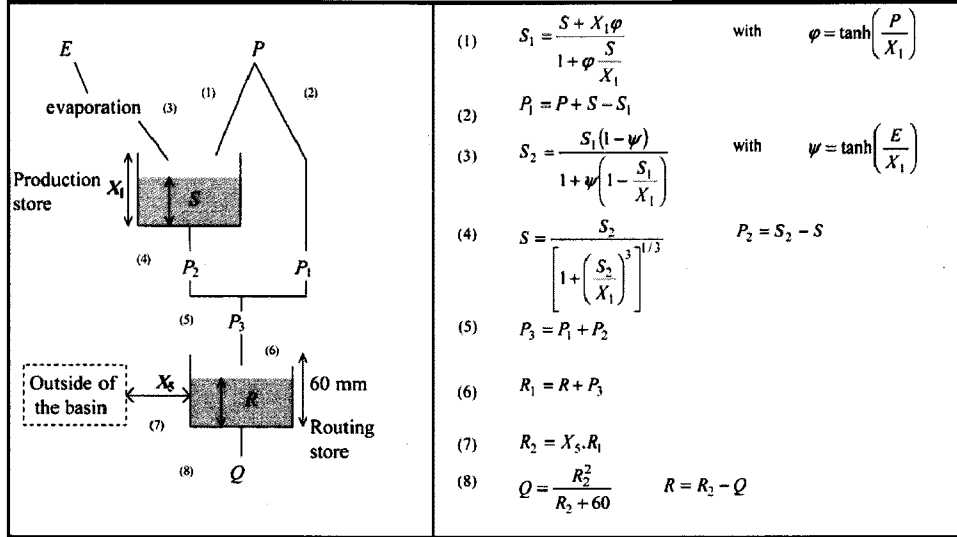 E
P
evaporation
(3)
(1)
(2)
Production
store
X₁
S
(4)
P₂
P₁
(5)
P₃
(6)
Outside of
the basin
X₅
R
60 mm
(7)
Routing
store
(8)
Q
(1) S₁ = (S + X₁φ) / (1 + φ S/X₁) with φ = tanh(P/X₁)
(2) P₁ = P + S − S₁
(3) S₂ = S₁(1 − ψ) / (1 + ψ(1 − S₁/X₁)) with ψ = tanh(E/X₁)
(4) S = S₂ / [1 + (S₂/X₁)³]^(1/3) P₂ = S₂ − S
(5) P₃ = P₁ + P₂
(6) R₁ = R + P₃
(7) R₂ = X₅.R₁
(8) Q = R₂² / (R₂ + 60) R = R₂ − Q